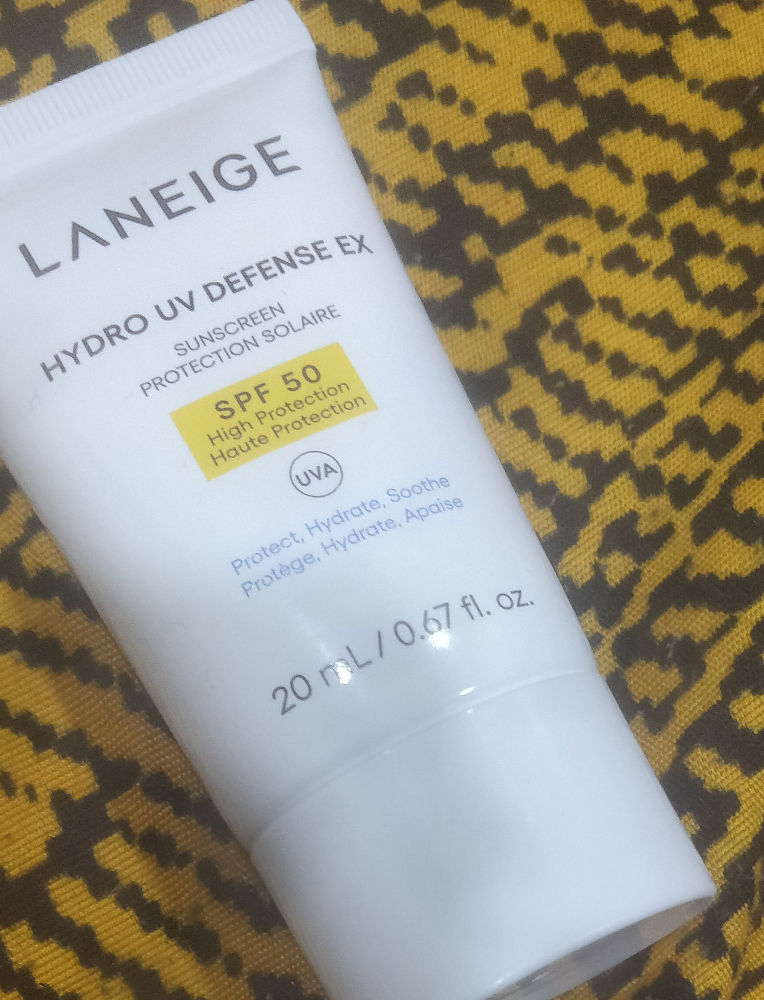 LANEIGE
HYDRO UV DEFENSE EX
SUNSCREEN
PROTECTION SOLAIRE
SPF 50
High Protection
Haute Protection
UVA
Protect, Hydrate, Soothe
Protège, Hydrate, Apaise
20 mL / 0.67 fl. oz.